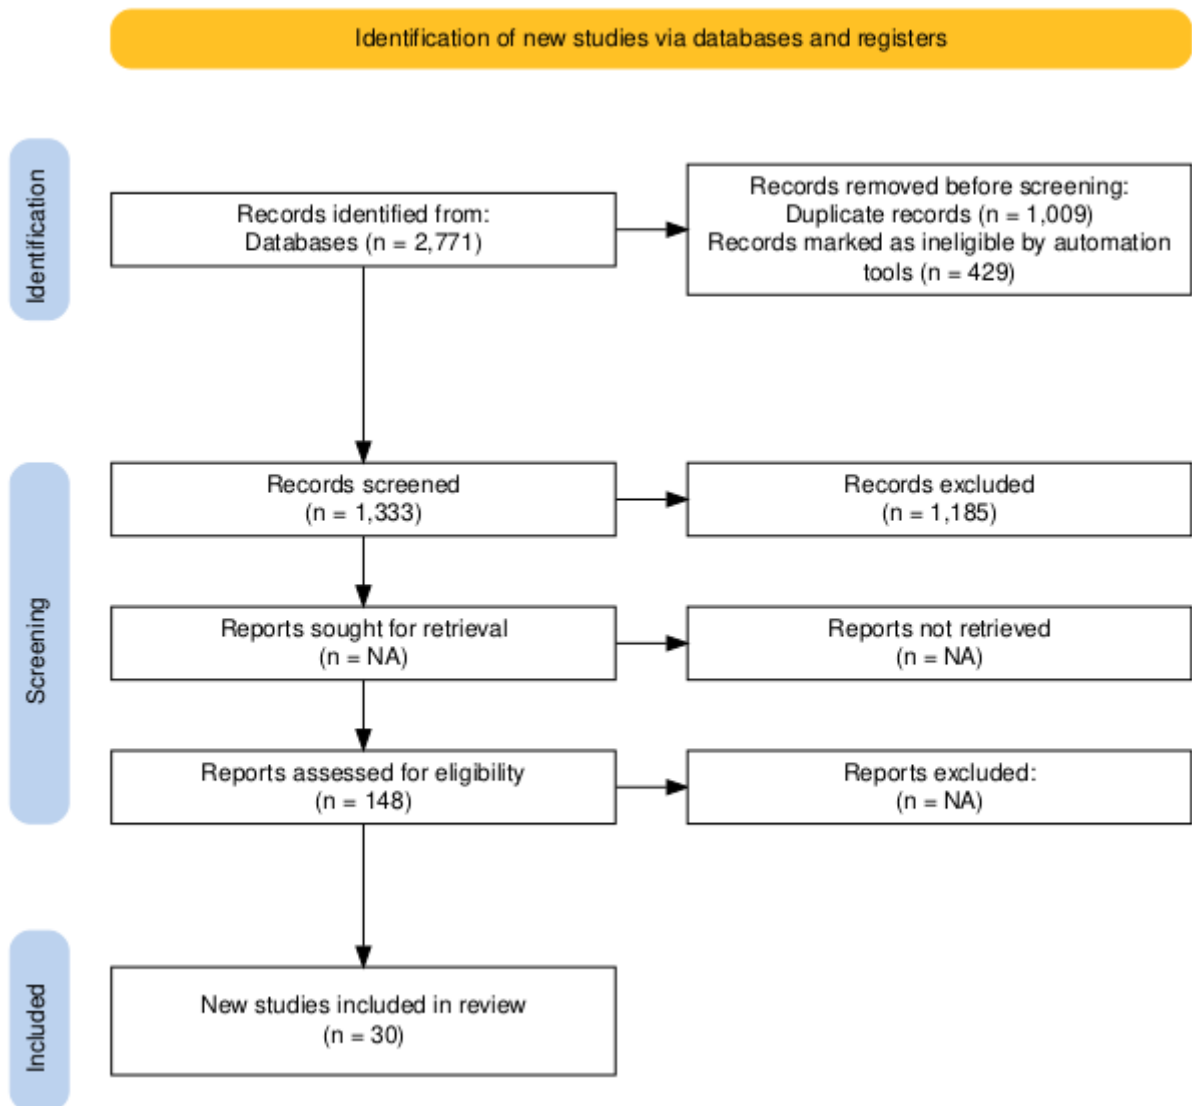 Identification of new studies via databases and registers
Identification
Records identified from:
Databases (n = 2,771)
Records removed before screening:
Duplicate records (n = 1,009)
Records marked as ineligible by automation
tools (n = 429)
Screening
Records screened
(n = 1,333)
Records excluded
(n = 1,185)
Reports sought for retrieval
(n = NA)
Reports not retrieved
(n = NA)
Reports assessed for eligibility
(n = 148)
Reports excluded:
(n = NA)
Included
New studies included in review
(n = 30)